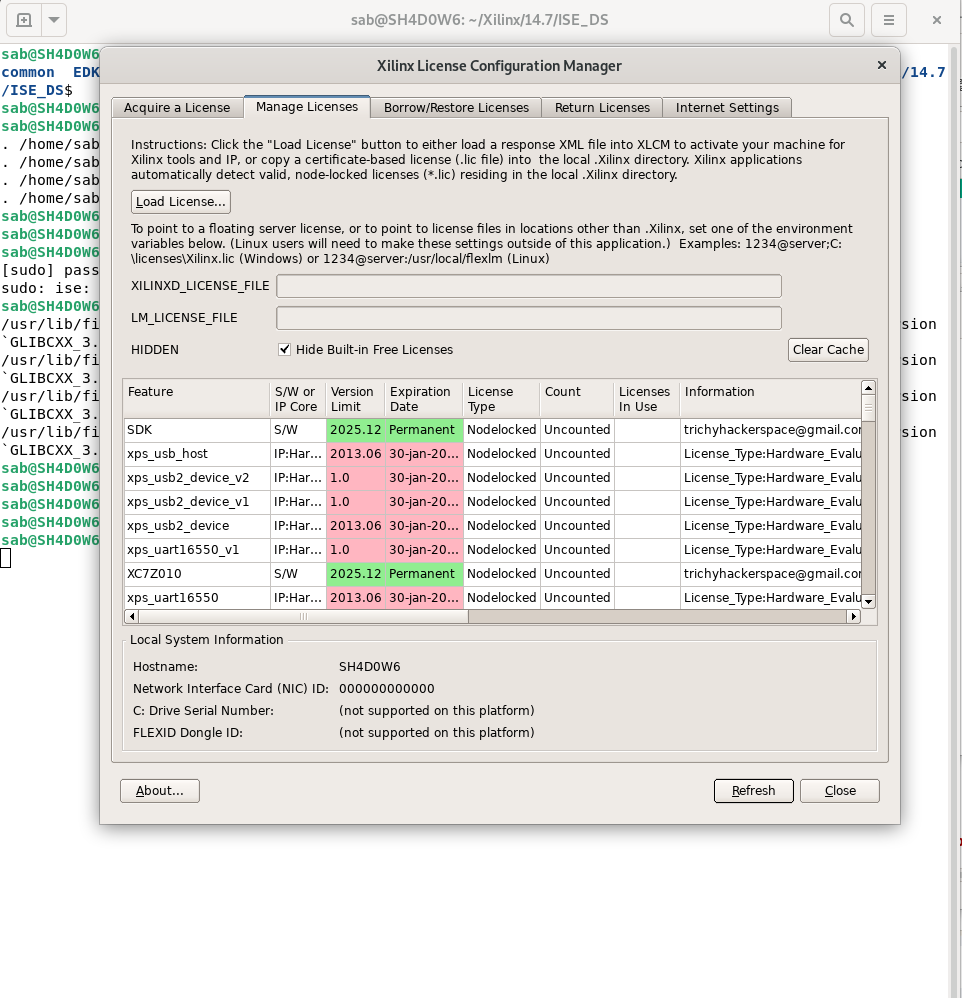 sab@SH4D0W6: ~/Xilinx/14.7/ISE_DS
sab@SH4D0W6
common EDK
/14.7
/ISE_DS$
sab@SH4D0W6
sab@SH4D0W6
. /home/sab
. /home/sab
. /home/sab
. /home/sab
sab@SH4D0W6
sab@SH4D0W6
sab@SH4D0W6
[sudo] pass
sudo: ise:
sab@SH4D0W6
/usr/lib/fi
sion
`GLIBCXX_3.
/usr/lib/fi
sion
`GLIBCXX_3.
/usr/lib/fi
sion
`GLIBCXX_3.
/usr/lib/fi
sion
`GLIBCXX_3.
sab@SH4D0W6
sab@SH4D0W6
sab@SH4D0W6
sab@SH4D0W6
sab@SH4D0W6
Xilinx License Configuration Manager
Acquire a License Manage Licenses Borrow/Restore Licenses Return Licenses Internet Settings
Instructions: Click the "Load License" button to either load a response XML file into XLCM to activate your machine for
Xilinx tools and IP, or copy a certificate-based license (.lic file) into the local .Xilinx directory. Xilinx applications
automatically detect valid, node-locked licenses (*.lic) residing in the local .Xilinx directory.
Load License...
To point to a floating server license, or to point to license files in locations other than .Xilinx, set one of the environment
variables below. (Linux users will need to make these settings outside of this application.) Examples: 1234@server;C:
\licenses\Xilinx.lic (Windows) or 1234@server:/usr/local/flexlm (Linux)
XILINXD_LICENSE_FILE
LM_LICENSE_FILE
HIDDEN Hide Built-in Free Licenses Clear Cache
Feature S/W or IP Core Version Limit Expiration Date License Type Count Licenses In Use Information
SDK S/W 2025.12 Permanent Nodelocked Uncounted trichyhackerspace@gmail.cor
xps_usb_host IP:Har... 2013.06 30-jan-20... Nodelocked Uncounted License_Type:Hardware_Evalu
xps_usb2_device_v2 IP:Har... 1.0 30-jan-20... Nodelocked Uncounted License_Type:Hardware_Evalu
xps_usb2_device_v1 IP:Har... 1.0 30-jan-20... Nodelocked Uncounted License_Type:Hardware_Evalu
xps_usb2_device IP:Har... 2013.06 30-jan-20... Nodelocked Uncounted License_Type:Hardware_Evalu
xps_uart16550_v1 IP:Har... 1.0 30-jan-20... Nodelocked Uncounted License_Type:Hardware_Evalu
XC7Z010 S/W 2025.12 Permanent Nodelocked Uncounted trichyhackerspace@gmail.cor
xps_uart16550 IP:Har... 2013.06 30-jan-20... Nodelocked Uncounted License_Type:Hardware_Evalu
Local System Information
Hostname: SH4D0W6
Network Interface Card (NIC) ID: 000000000000
C: Drive Serial Number: (not supported on this platform)
FLEXID Dongle ID: (not supported on this platform)
About... Refresh Close